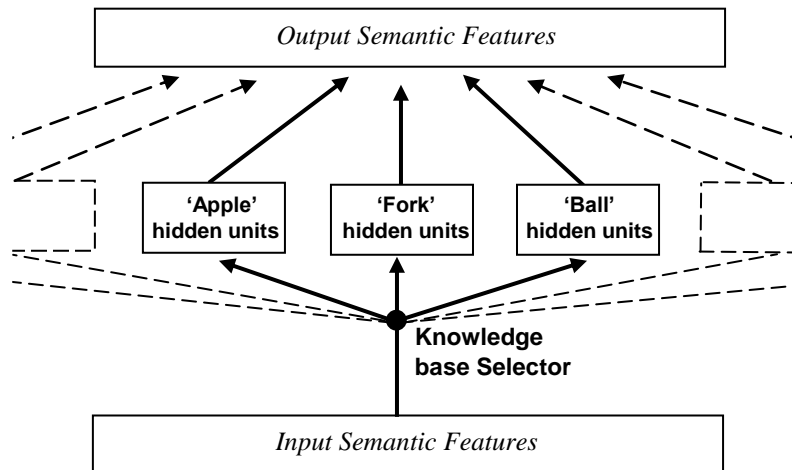 Output Semantic Features
‘Apple’
hidden units
‘Fork’
hidden units
‘Ball’
hidden units
Knowledge
base Selector
Input Semantic Features